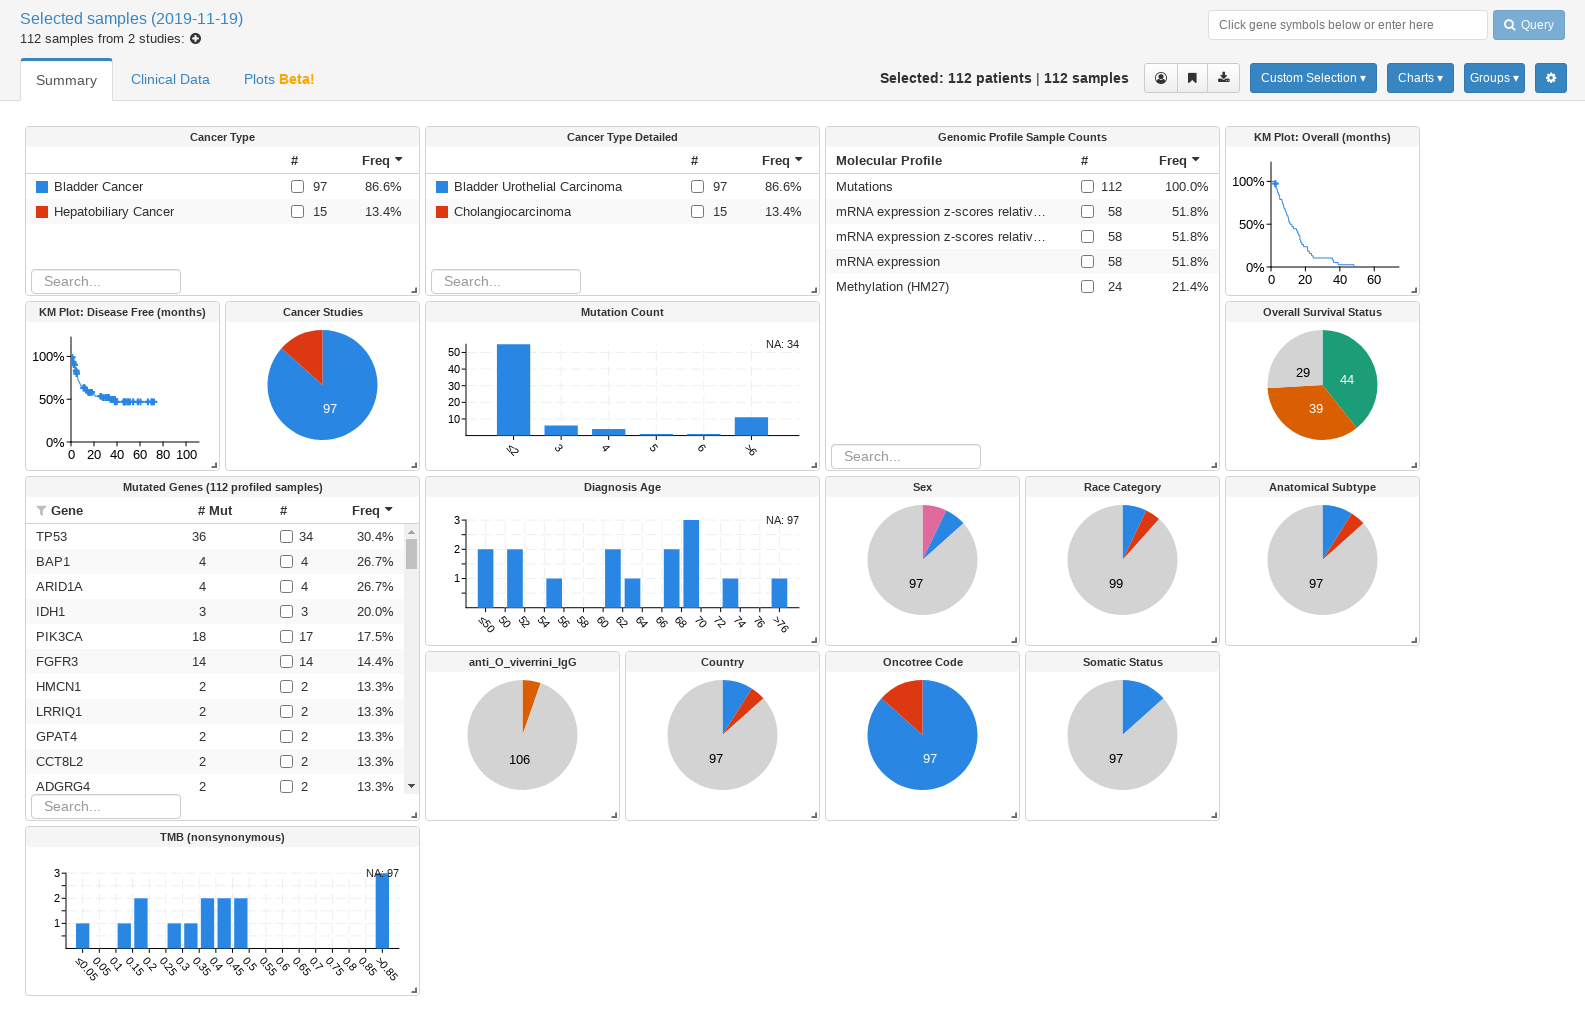 Selected samples (2019-11-19)
112 samples from 2 studies:
Click gene symbols below or enter here
Query
Summary
Clinical Data
Plots Beta!
Selected: 112 patients | 112 samples
Custom Selection ▾
Charts ▾
Groups ▾
Cancer Type
# Freq
Bladder Cancer 97 86.6%
Hepatobiliary Cancer 15 13.4%
Search...
Cancer Type Detailed
# Freq
Bladder Urothelial Carcinoma 97 86.6%
Cholangiocarcinoma 15 13.4%
Search...
Genomic Profile Sample Counts
Molecular Profile # Freq
Mutations 112 100.0%
mRNA expression z-scores relativ… 58 51.8%
mRNA expression z-scores relativ… 58 51.8%
mRNA expression 58 51.8%
Methylation (HM27) 24 21.4%
Search...
KM Plot: Overall (months)
100%
50%
0%
0 20 40 60
KM Plot: Disease Free (months)
100%
50%
0%
0 20 40 60 80 100
Cancer Studies
97
Mutation Count
NA: 34
50
40
30
20
10
≤2 3 4 5 6 >6
Overall Survival Status
29
44
39
Mutated Genes (112 profiled samples)
Gene # Mut # Freq
TP53 36 34 30.4%
BAP1 4 4 26.7%
ARID1A 4 4 26.7%
IDH1 3 3 20.0%
PIK3CA 18 17 17.5%
FGFR3 14 14 14.4%
HMCN1 2 2 13.3%
LRRIQ1 2 2 13.3%
GPAT4 2 2 13.3%
CCT8L2 2 2 13.3%
ADGRG4 2 2 13.3%
Search...
Diagnosis Age
NA: 97
3
2
1
≤50 50 52 54 56 58 60 62 64 66 68 70 72 74 76 >76
Sex
97
Race Category
99
Anatomical Subtype
97
anti_O_viverrini_IgG
106
Country
97
Oncotree Code
97
Somatic Status
97
TMB (nonsynonymous)
NA: 97
3
2
1
≤0.05 0.05 0.1 0.15 0.2 0.25 0.3 0.35 0.4 0.45 0.5 0.55 0.6 0.65 0.7 0.75 0.8 0.85 >0.85